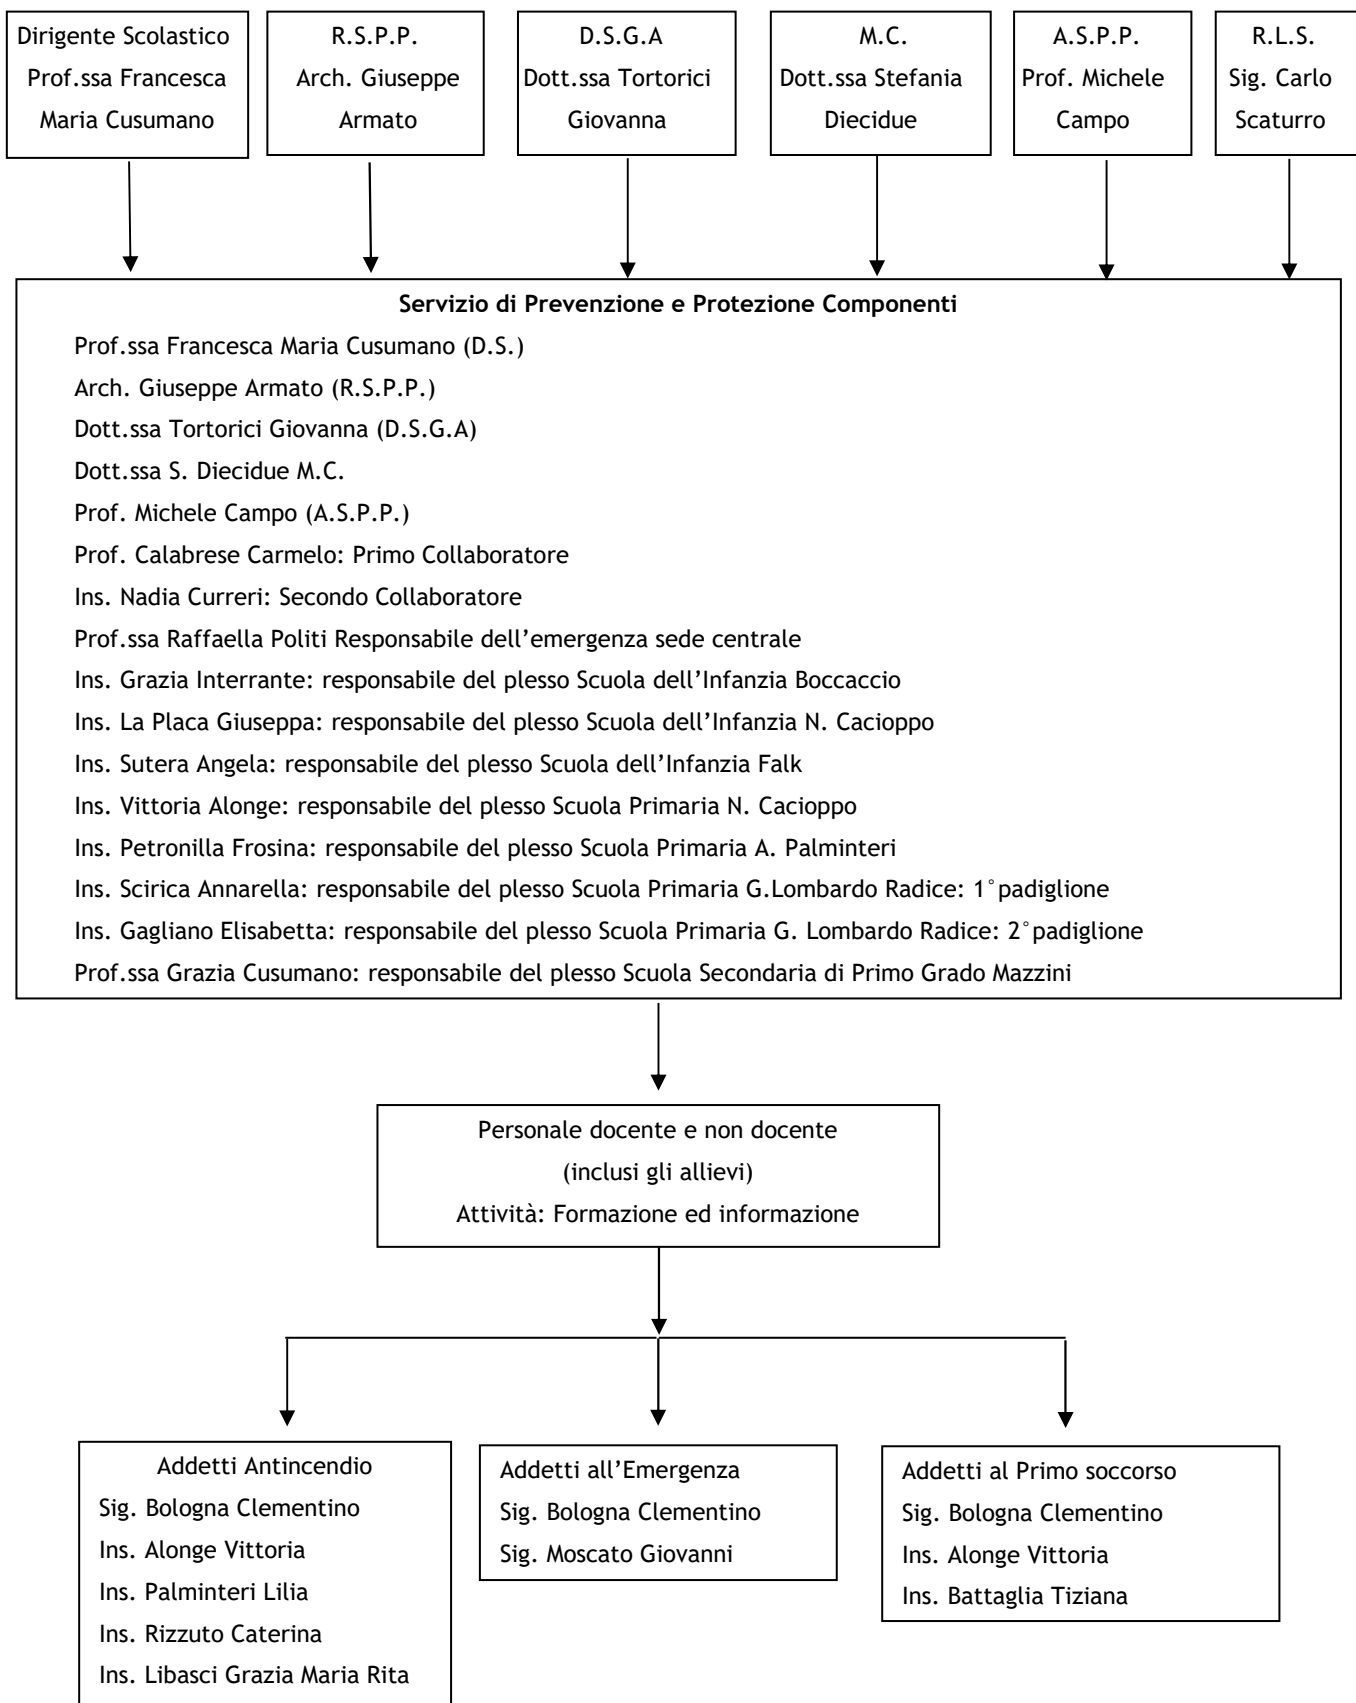 Dirigente Scolastico
Prof.ssa Francesca
Maria Cusumano
R.S.P.P.
Arch. Giuseppe
Armato
D.S.G.A
Dott.ssa Tortorici
Giovanna
M.C.
Dott.ssa Stefania
Diecidue
A.S.P.P.
Prof. Michele
Campo
R.L.S.
Sig. Carlo
Scaturro
Servizio di Prevenzione e Protezione Componenti
Prof.ssa Francesca Maria Cusumano (D.S.)
Arch. Giuseppe Armato (R.S.P.P.)
Dott.ssa Tortorici Giovanna (D.S.G.A)
Dott.ssa S. Diecidue M.C.
Prof. Michele Campo (A.S.P.P.)
Prof. Calabrese Carmelo: Primo Collaboratore
Ins. Nadia Curreri: Secondo Collaboratore
Prof.ssa Raffaella Politi Responsabile dell’emergenza sede centrale
Ins. Grazia Interrante: responsabile del plesso Scuola dell’Infanzia Boccaccio
Ins. La Placa Giuseppa: responsabile del plesso Scuola dell’Infanzia N. Cacioppo
Ins. Sutera Angela: responsabile del plesso Scuola dell’Infanzia Falk
Ins. Vittoria Alonge: responsabile del plesso Scuola Primaria N. Cacioppo
Ins. Petronilla Frosina: responsabile del plesso Scuola Primaria A. Palminteri
Ins. Scirica Annarella: responsabile del plesso Scuola Primaria G.Lombardo Radice: 1°padiglione
Ins. Gagliano Elisabetta: responsabile del plesso Scuola Primaria G. Lombardo Radice: 2°padiglione
Prof.ssa Grazia Cusumano: responsabile del plesso Scuola Secondaria di Primo Grado Mazzini
Personale docente e non docente
(inclusi gli allievi)
Attività: Formazione ed informazione
Addetti Antincendio
Sig. Bologna Clementino
Ins. Alonge Vittoria
Ins. Palminteri Lilia
Ins. Rizzuto Caterina
Ins. Libasci Grazia Maria Rita
Addetti all’Emergenza
Sig. Bologna Clementino
Sig. Moscato Giovanni
Addetti al Primo soccorso
Sig. Bologna Clementino
Ins. Alonge Vittoria
Ins. Battaglia Tiziana